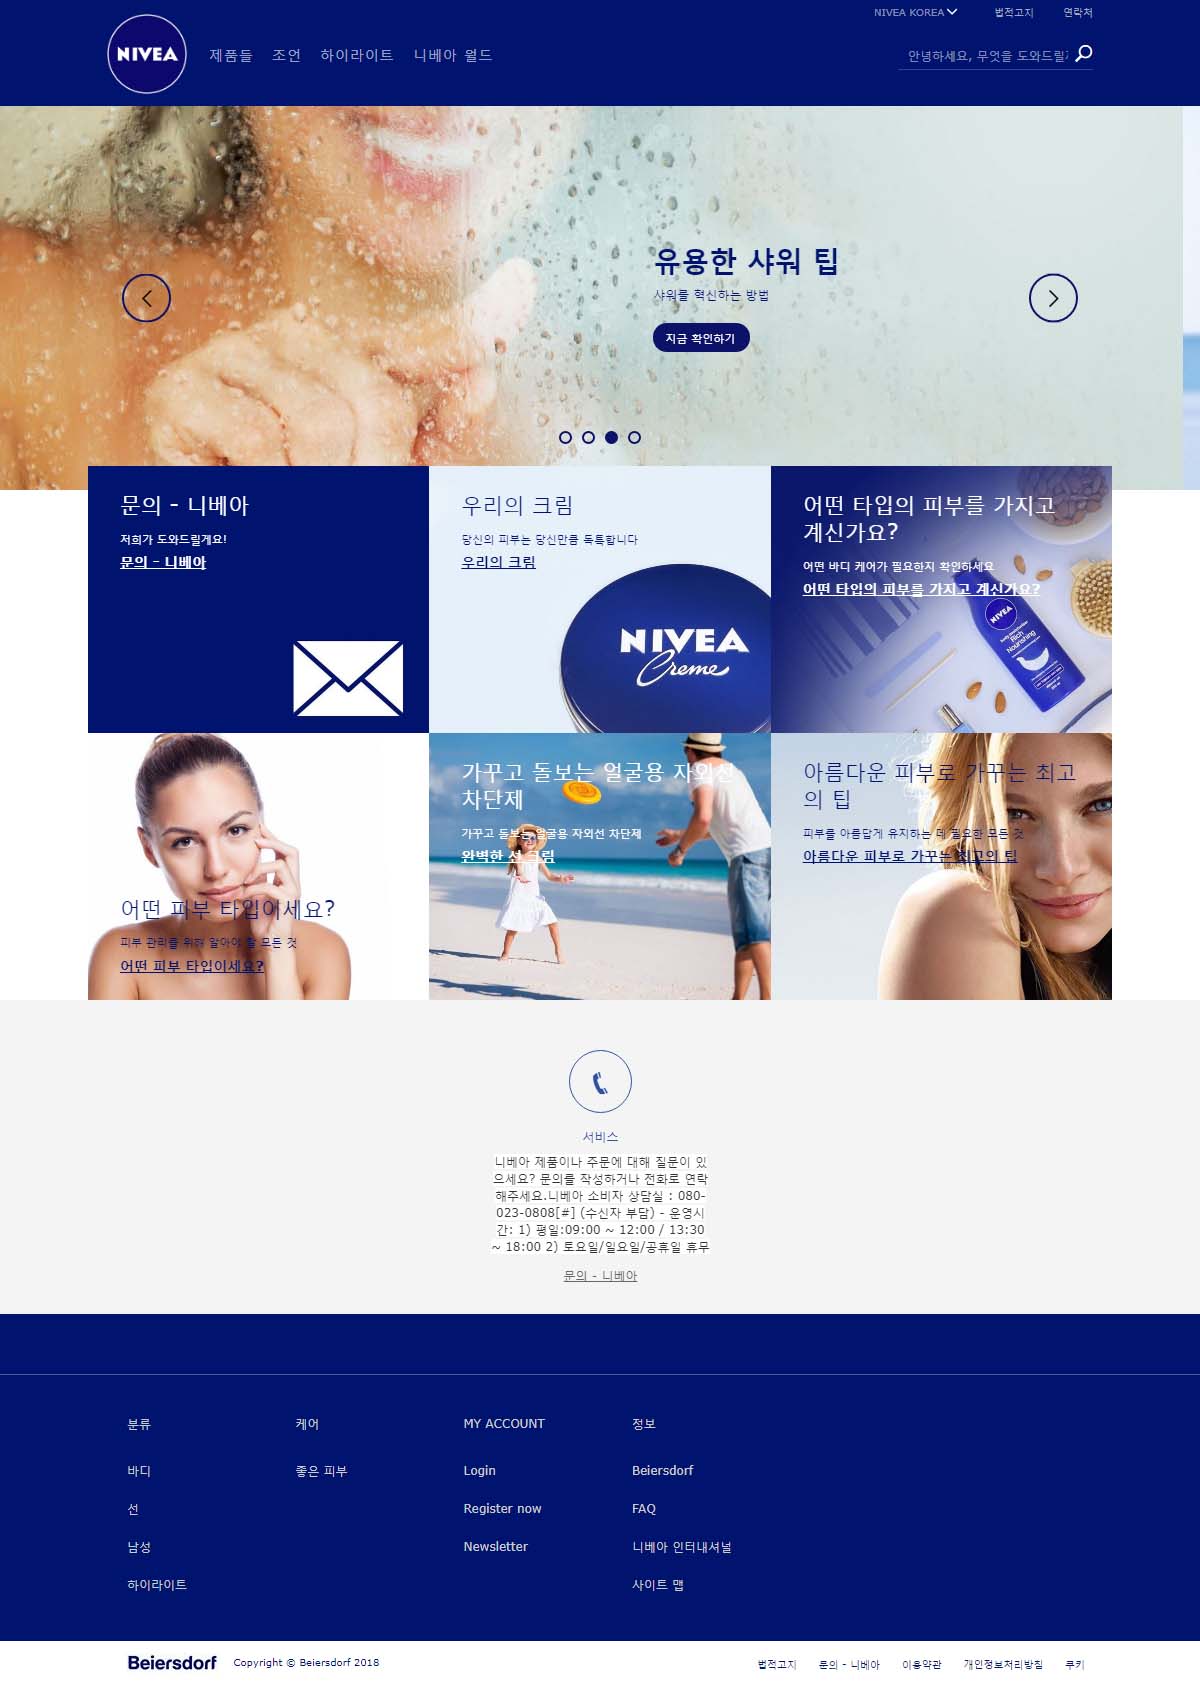 NIVEA KOREA
법적고지
연락처
NIVEA
제품들
조언
하이라이트
니베아 월드
안녕하세요, 무엇을 도와드릴
유용한 샤워 팁
샤워를 혁신하는 방법
지금 확인하기
문의 - 니베아
저희가 도와드릴게요!
문의 - 니베아
우리의 크림
당신의 피부는 당신만큼 독특합니다
우리의 크림
NIVEA
Creme
어떤 타입의 피부를 가지고
계신가요?
어떤 바디 케어가 필요한지 확인하세요
어떤 타입의 피부를 가지고 계신가요?
NIVEA
Rich
Nourishing
어떤 피부 타입이세요?
피부 관리를 위해 알아야 할 모든 것
어떤 피부 타입이세요?
가꾸고 돌보는 얼굴용 자외선
차단제
가꾸고 돌보는 얼굴용 자외선 차단제
완벽한 선 크림
아름다운 피부로 가꾸는 최고
의 팁
피부를 아름답게 유지하는 데 필요한 모든 것
아름다운 피부로 가꾸는 최고의 팁
서비스
니베아 제품이나 주문에 대해 질문이 있
으세요? 문의를 작성하거나 전화로 연락
해주세요.니베아 소비자 상담실 : 080-
023-0808[#] (수신자 부담) - 운영시
간: 1) 평일:09:00 ~ 12:00 / 13:30
~ 18:00 2) 토요일/일요일/공휴일 휴무
문의 - 니베아
분류
바디
선
남성
하이라이트
케어
좋은 피부
MY ACCOUNT
Login
Register now
Newsletter
정보
Beiersdorf
FAQ
니베아 인터내셔널
사이트 맵
Beiersdorf
Copyright © Beiersdorf 2018
법적고지
문의 - 니베아
이용약관
개인정보처리방침
쿠키